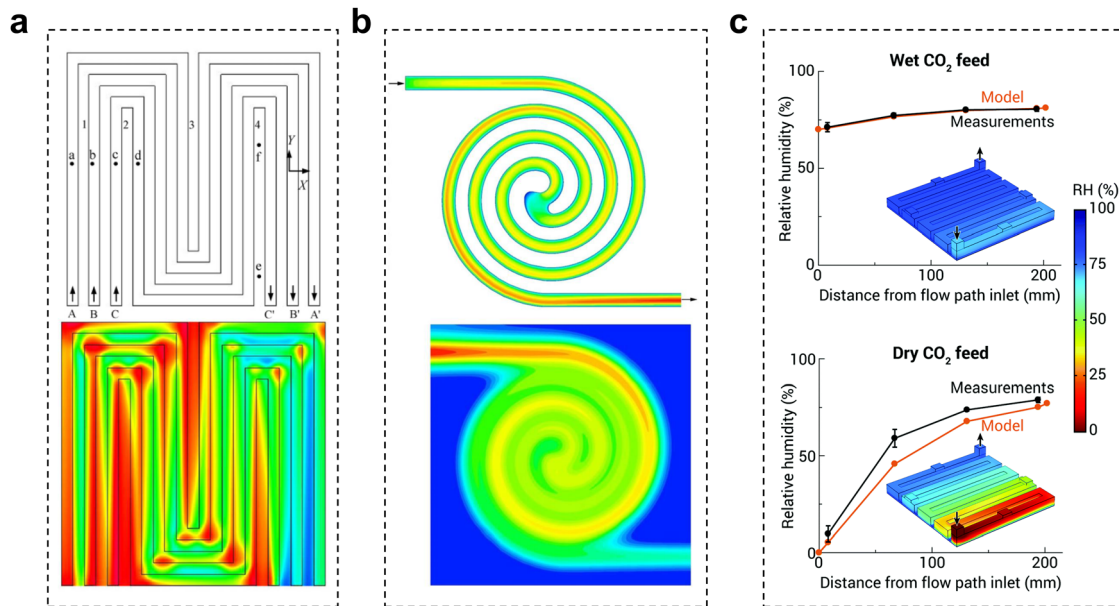 a
1
2
3
4
a
b
c
d
f
Y
X
e
A
B
C
C'
B'
A'
b
c
Wet CO2 feed
100
50
0
Relative humidity (%)
Model
Measurements
0
100
200
Distance from flow path inlet (mm)
RH (%)
100
75
50
25
0
Dry CO2 feed
100
50
0
Relative humidity (%)
Measurements
Model
0
100
200
Distance from flow path inlet (mm)